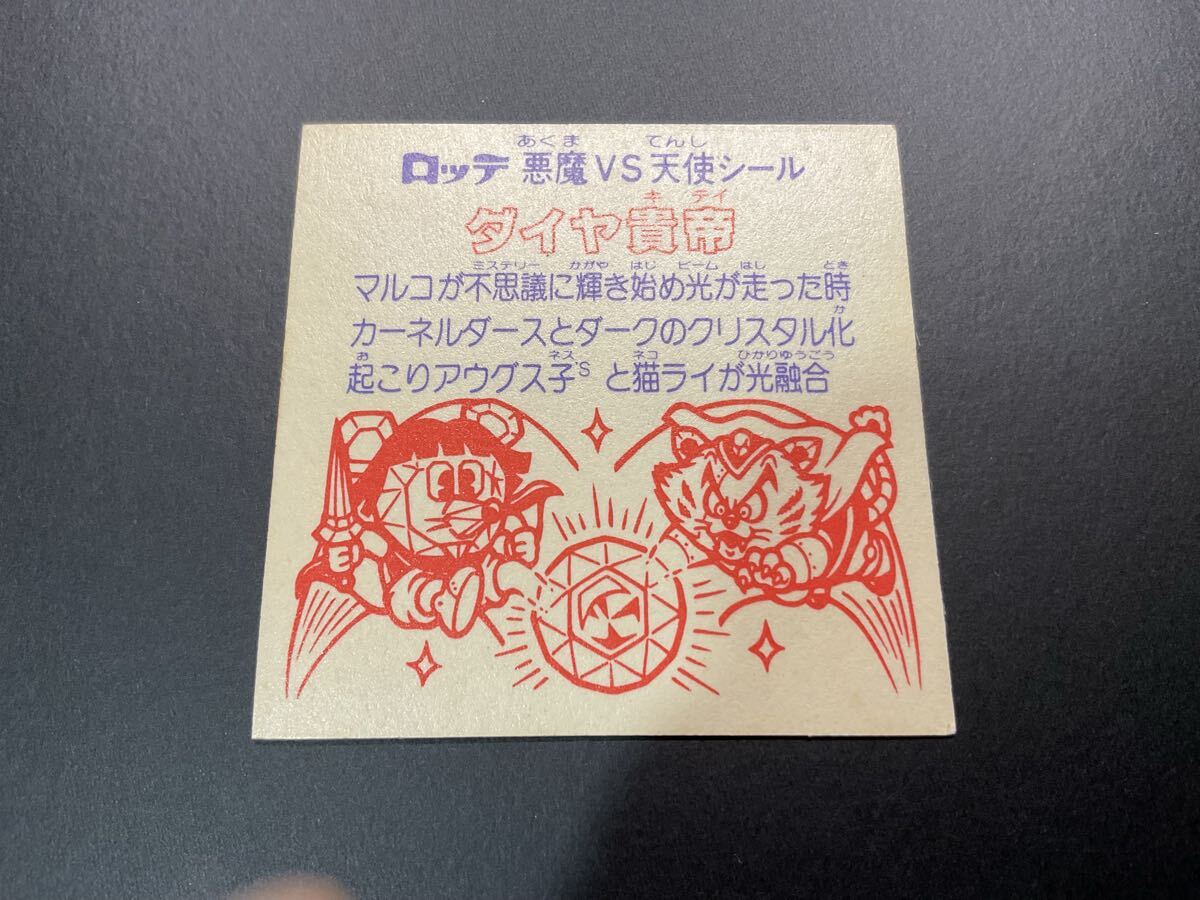 ロッテ 悪魔VS天使シール
ダイヤ貴帝
マルコが不思議に輝き始め光が走った時
カーネルダースとダークのクリスタル化
起こりアウグス子'Sと猫ライが光融合